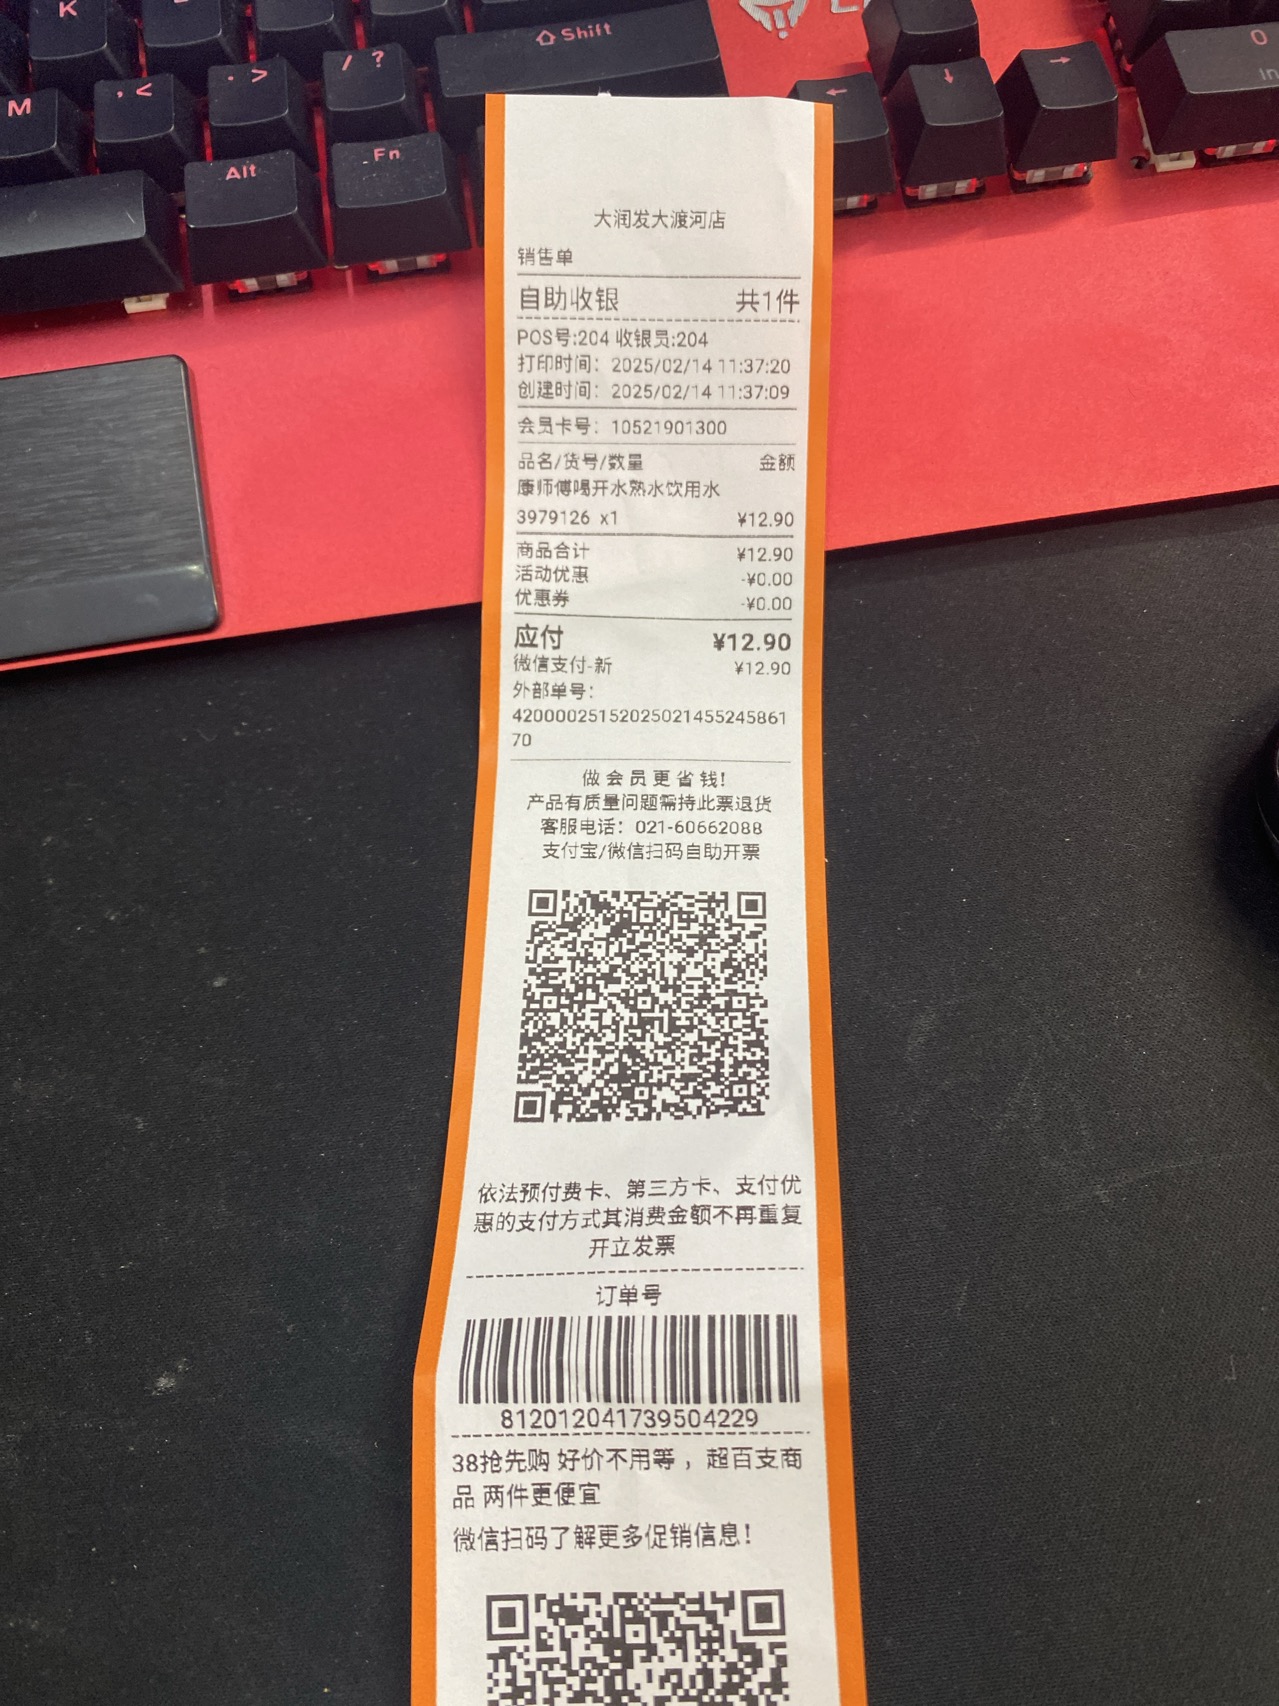 K
M
, <
. >
/ ?
Shift
Alt
Fn
←
↓
→
0
大润发大渡河店
销售单
自助收银 共1件
POS号:204 收银员:204
打印时间: 2025/02/14 11:37:20
创建时间: 2025/02/14 11:37:09
会员卡号: 10521901300
品名/货号/数量 金额
康师傅喝开水熟水饮用水
3979126 x1 ¥12.90
商品合计 ¥12.90
活动优惠 -¥0.00
优惠券 -¥0.00
应付 ¥12.90
微信支付-新 ¥12.90
外部单号:
42000025152025021455245861
70
做会员更省钱!
产品有质量问题需持此票退货
客服电话: 021-60662088
支付宝/微信扫码自助开票
依法预付费卡、第三方卡、支付优
惠的支付方式其消费金额不再重复
开立发票
订单号
812012041739504229
38抢先购 好价不用等，超百支商
品 两件更便宜
微信扫码了解更多促销信息!